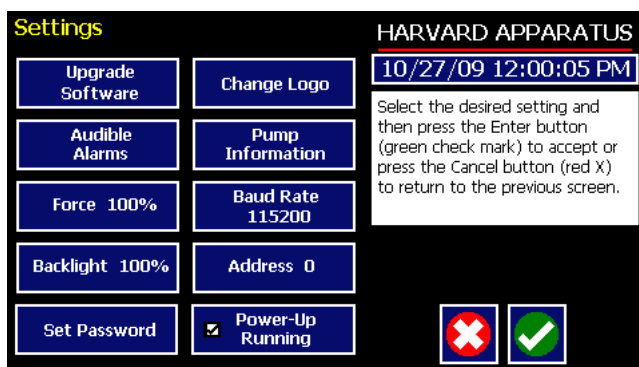 Settings
Upgrade
Software
Change Logo
Audible
Alarms
Pump
Information
Force 100%
Baud Rate
115200
Backlight 100%
Address 0
Set Password
Power-Up
Running
HARVARD APPARATUS
10/27/09 12:00:05 PM
Select the desired setting and
then press the Enter button
(green check mark) to accept or
press the Cancel button (red X)
to return to the previous screen.